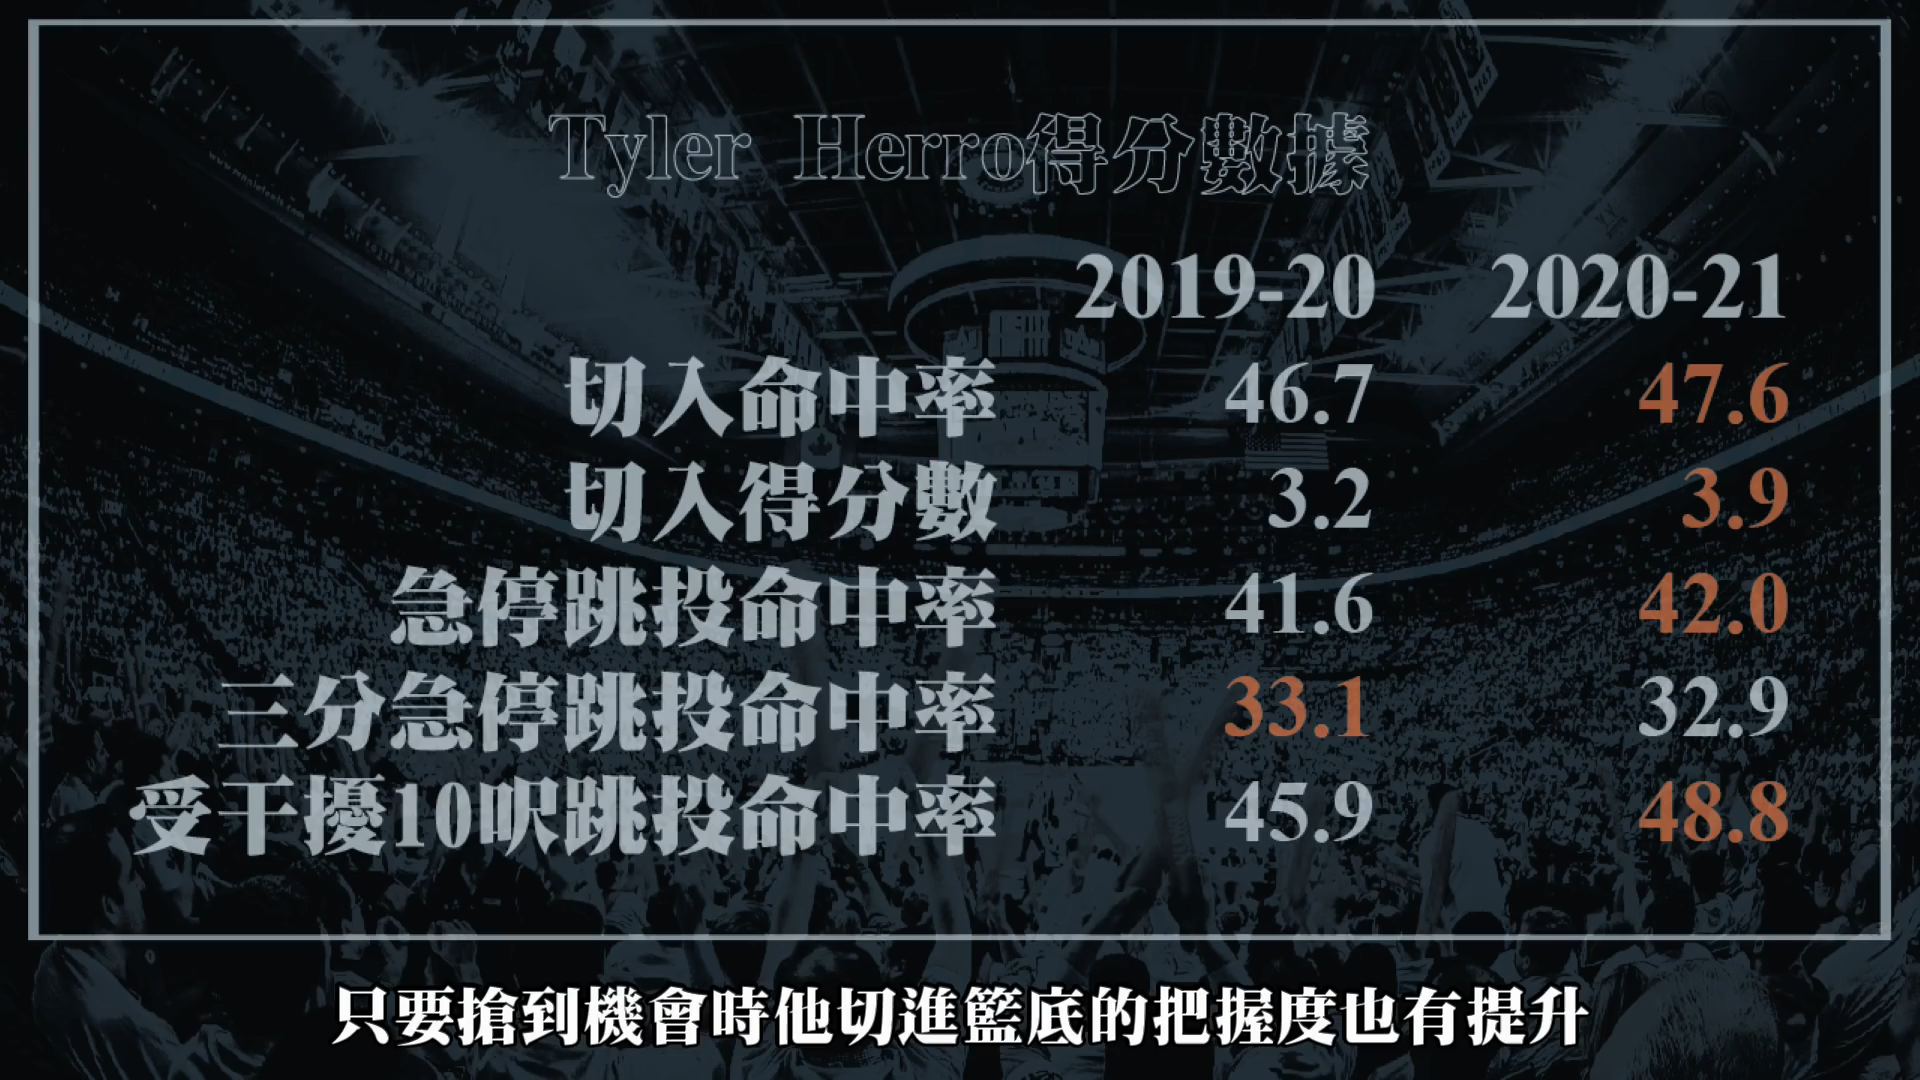 Tyler Herro得分數據
2019-20 2020-21
切入命中率 46.7 47.6
切入得分數 3.2 3.9
急停跳投命中率 41.6 42.0
三分急停跳投命中率 33.1 32.9
受干擾10呎跳投命中率 45.9 48.8
只要搶到機會時他切進籃底的把握度也有提升